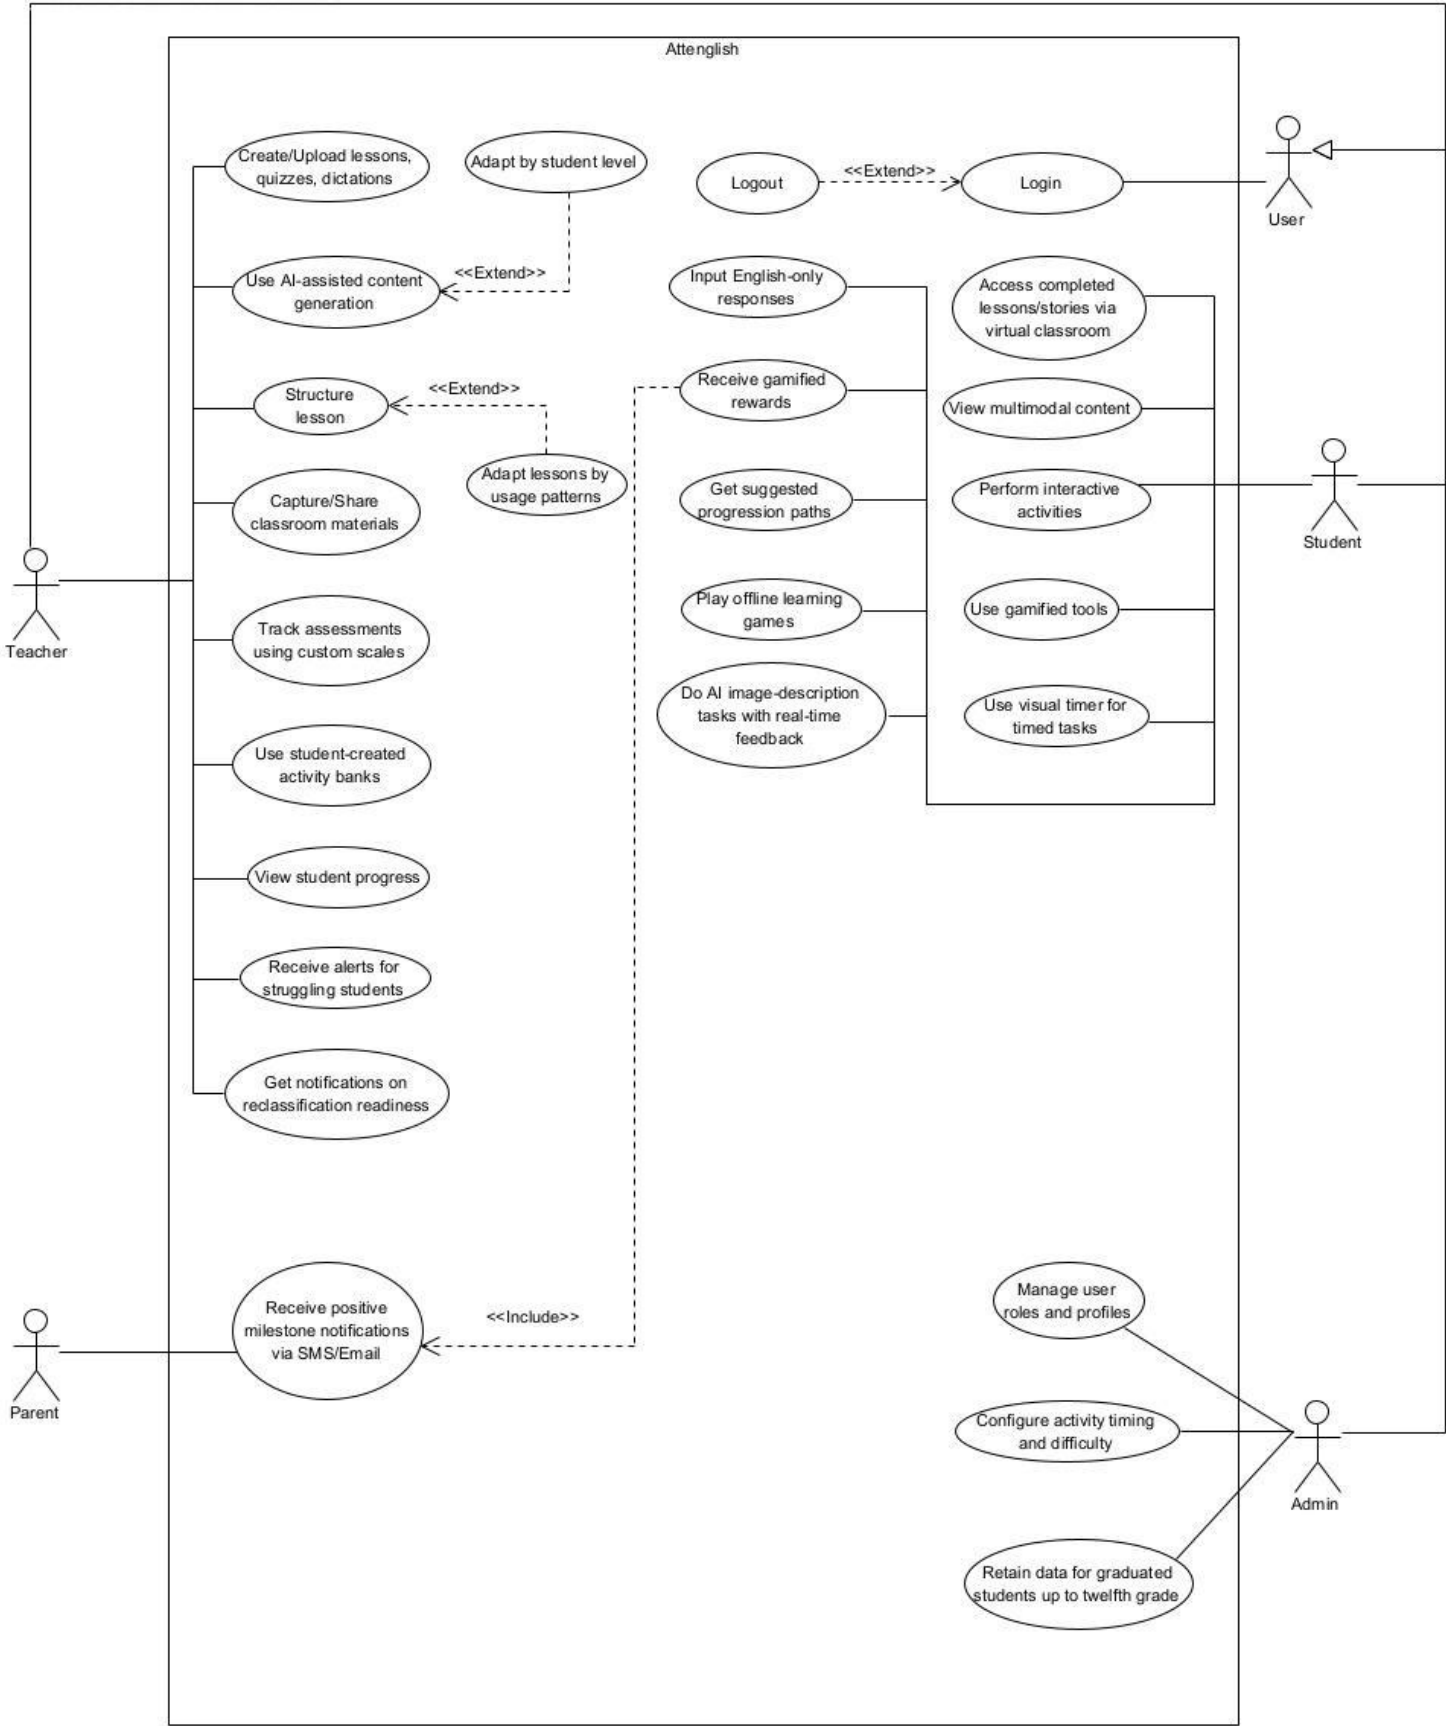 Attenglish
Create/Upload lessons,
quizzes, dictations
Adapt by student level
Logout
<<Extend>>
Login
User
Use AI-assisted content
generation
<<Extend>>
Input English-only
responses
Access completed
lessons/stories via
virtual classroom
Structure
lesson
<<Extend>>
Receive gamified
rewards
View multimodal content
Adapt lessons by
usage patterns
Capture/Share
classroom materials
Get suggested
progression paths
Perform interactive
activities
Student
Teacher
Track assessments
using custom scales
Play offline learning
games
Use gamified tools
Do AI image-description
tasks with real-time
feedback
Use visual timer for
timed tasks
Use student-created
activity banks
View student progress
Receive alerts for
struggling students
Get notifications on
reclassification readiness
Receive positive
milestone notifications
via SMS/Email
<<Include>>
Parent
Manage user
roles and profiles
Configure activity timing
and difficulty
Admin
Retain data for graduated
students up to twelfth grade